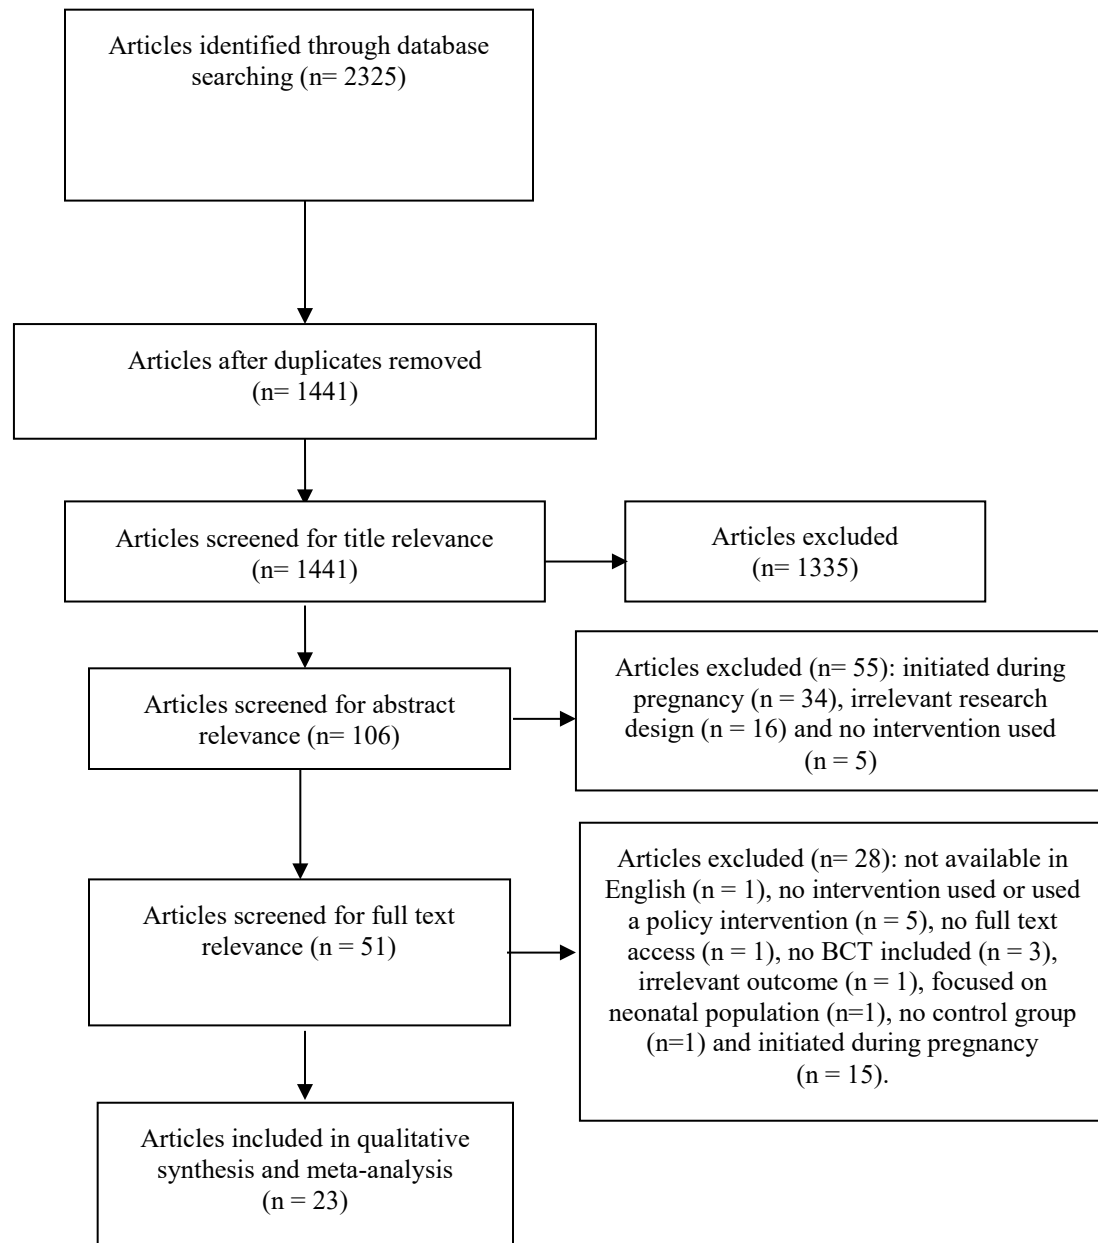 Articles identified through database
searching (n= 2325)
Articles after duplicates removed
(n= 1441)
Articles screened for title relevance
(n= 1441)
Articles excluded
(n= 1335)
Articles screened for abstract
relevance (n= 106)
Articles excluded (n= 55): initiated during
pregnancy (n = 34), irrelevant research
design (n = 16) and no intervention used
(n = 5)
Articles screened for full text
relevance (n = 51)
Articles excluded (n= 28): not available in
English (n = 1), no intervention used or used
a policy intervention (n = 5), no full text
access (n = 1), no BCT included (n = 3),
irrelevant outcome (n = 1), focused on
neonatal population (n=1), no control group
(n=1) and initiated during pregnancy
(n = 15).
Articles included in qualitative
synthesis and meta-analysis
(n = 23)